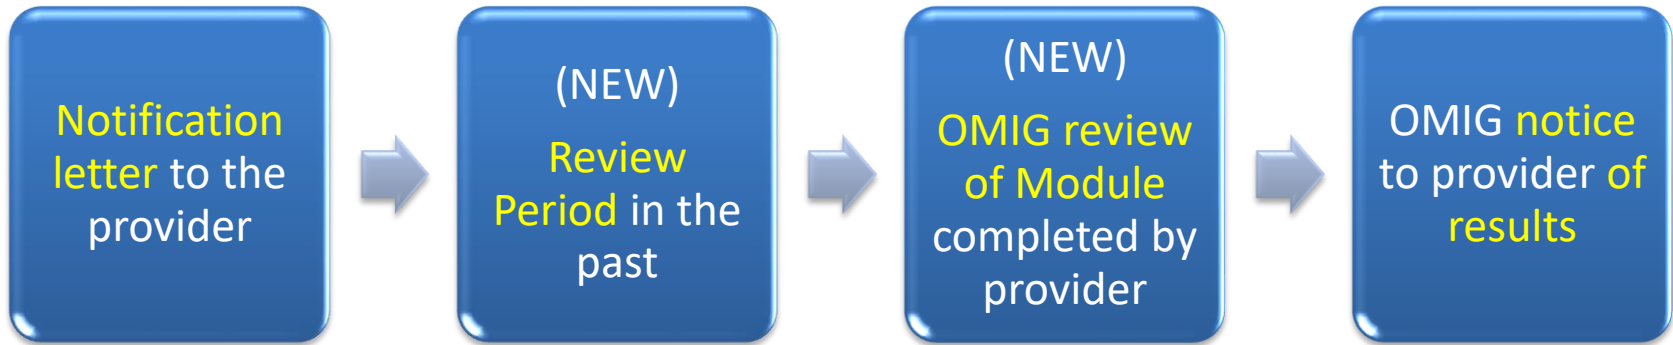 Notification
letter to the
provider
(NEW)
Review
Period in the
past
(NEW)
OMIG review
of Module
completed by
provider
OMIG notice
to provider of
results